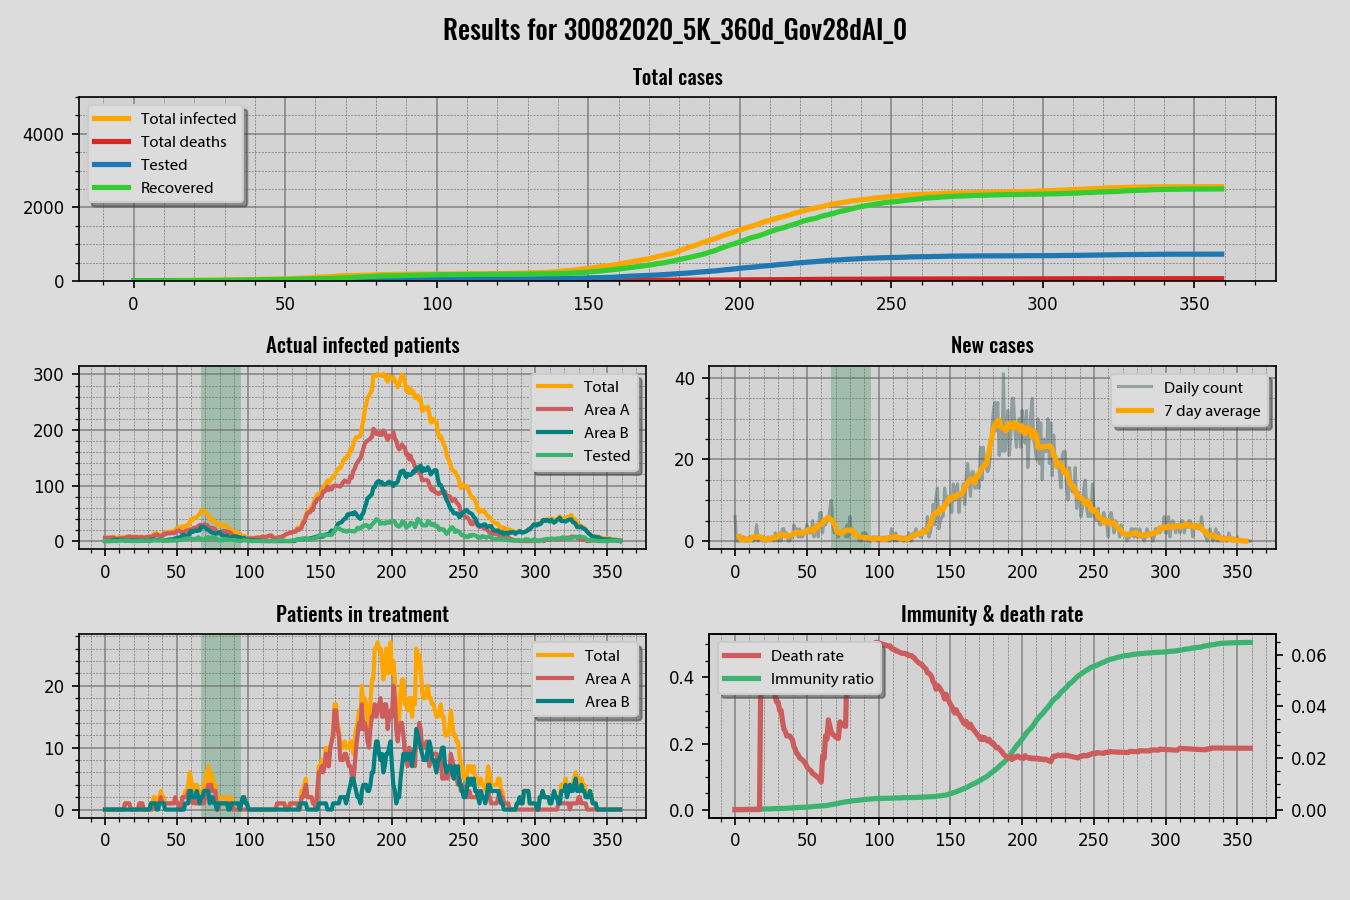 Results for 30082020_5K_360d_Gov28dAI_0
Total cases
Total infected
Total deaths
Tested
Recovered
4000
2000
0
0 50 100 150 200 250 300 350
Actual infected patients
Total
Area A
Area B
Tested
300
200
100
0
0 50 100 150 200 250 300 350
New cases
Daily count
7 day average
40
20
0
0 50 100 150 200 250 300 350
Patients in treatment
Total
Area A
Area B
20
10
0
0 50 100 150 200 250 300 350
Immunity & death rate
Death rate
Immunity ratio
0.4
0.2
0.0
0.06
0.04
0.02
0.00
0 50 100 150 200 250 300 350